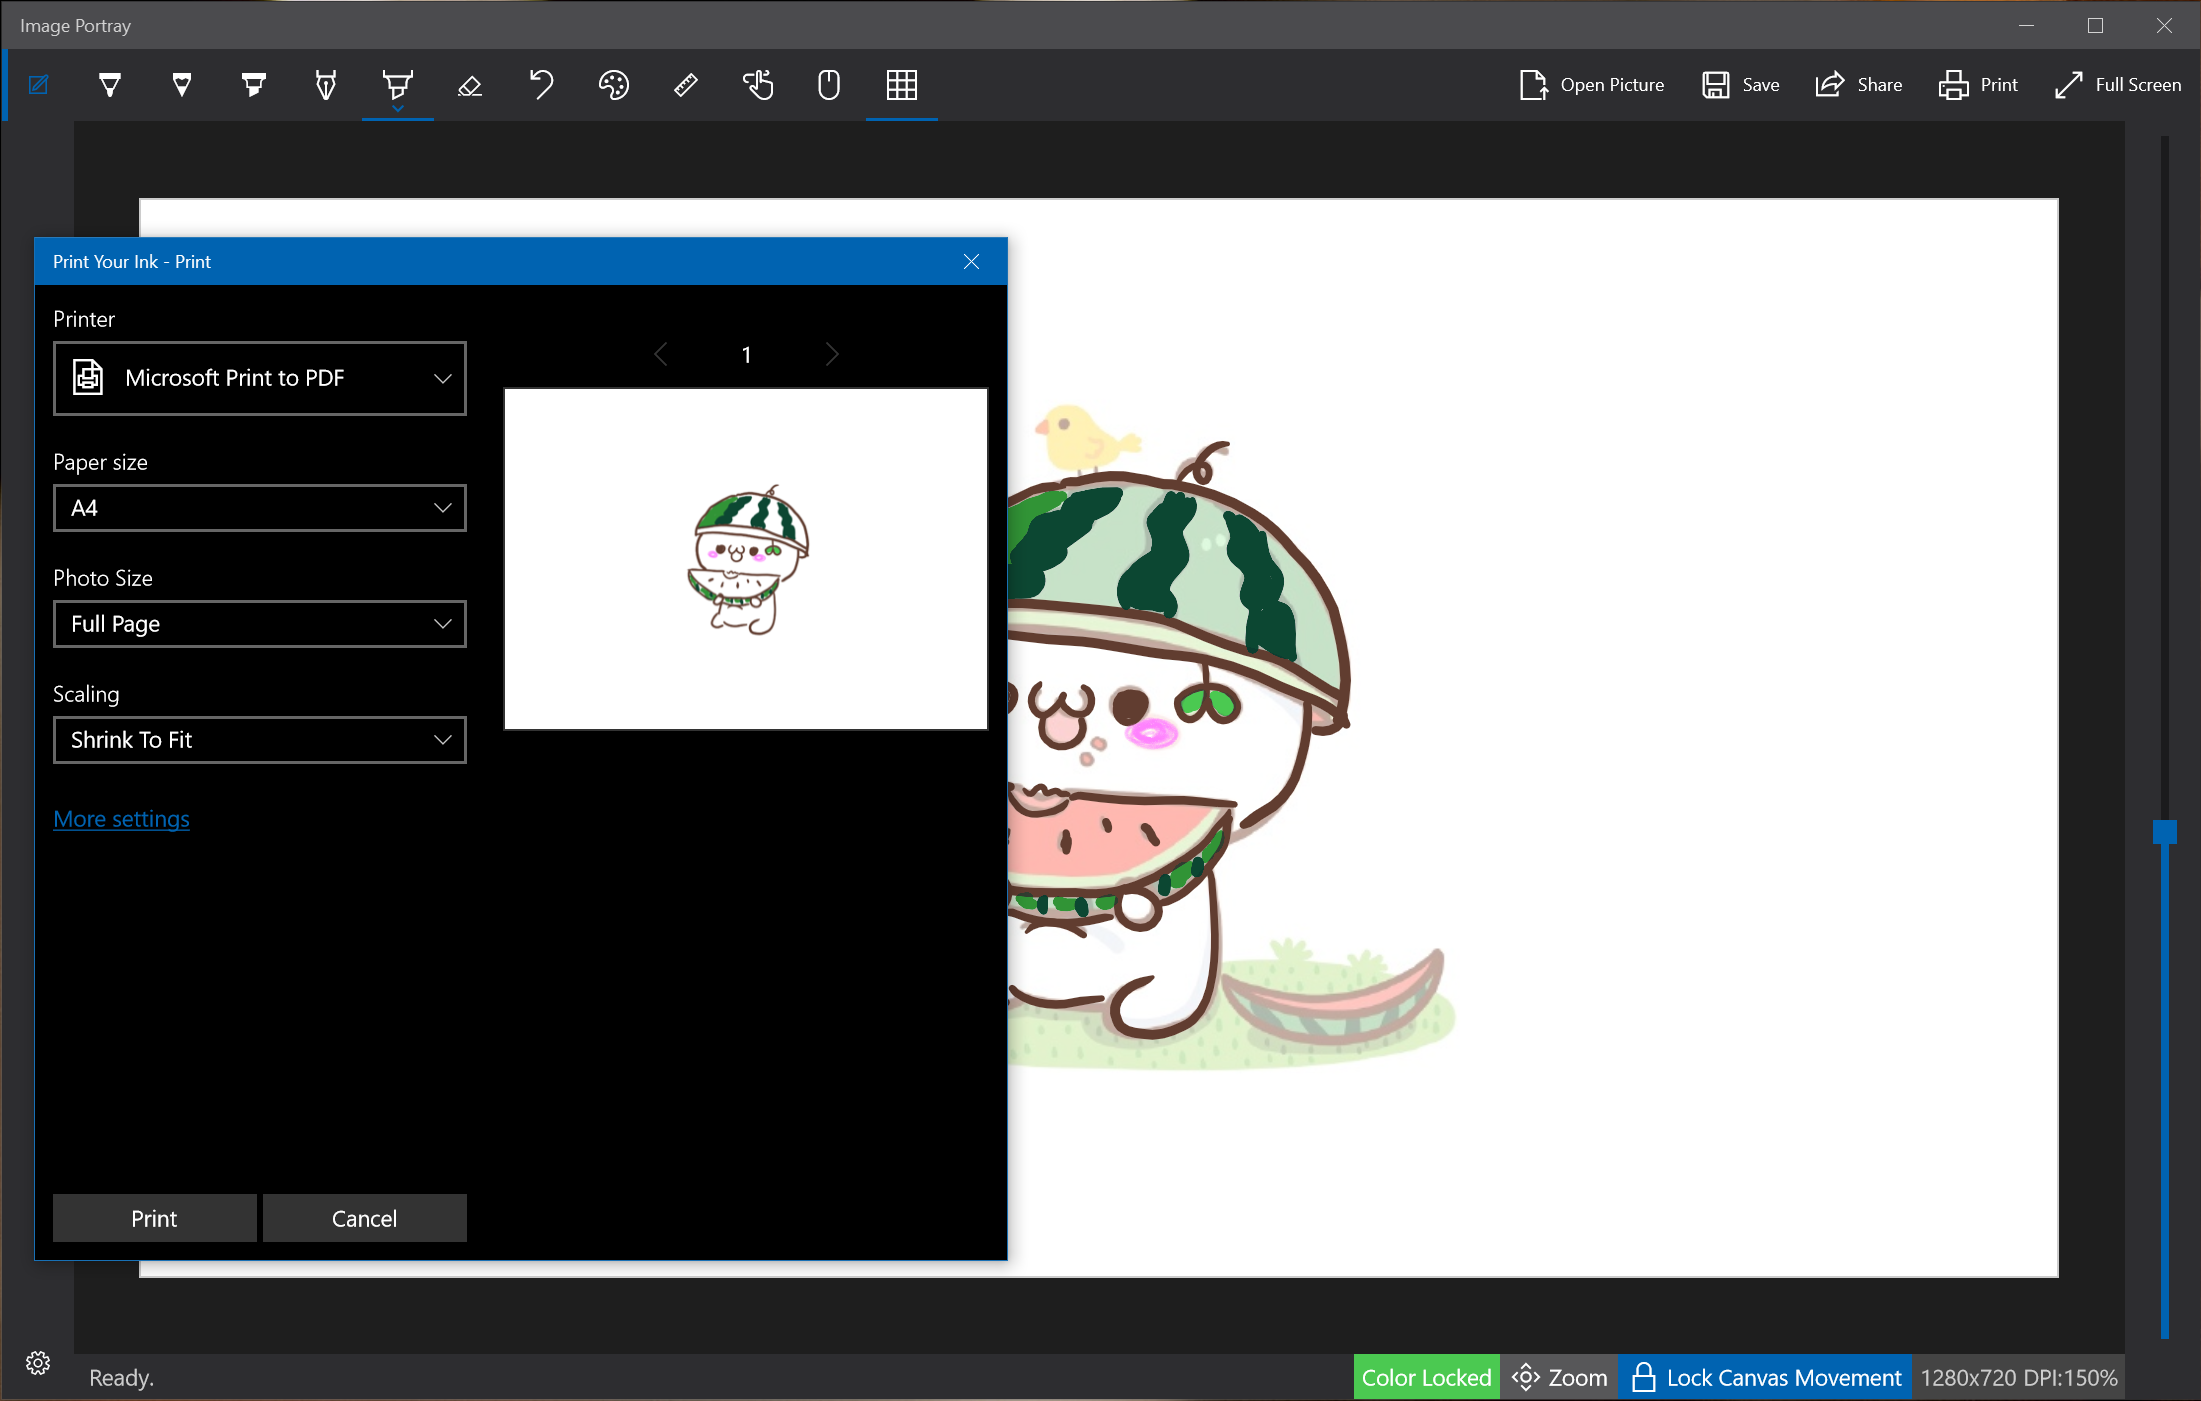 Image Portray
Open Picture
Save
Share
Print
Full Screen
Print Your Ink - Print
Printer
Microsoft Print to PDF
Paper size
A4
Photo Size
Full Page
Scaling
Shrink To Fit
More settings
1
Print
Cancel
Ready.
Color Locked
Zoom
Lock Canvas Movement
1280x720 DPI:150%